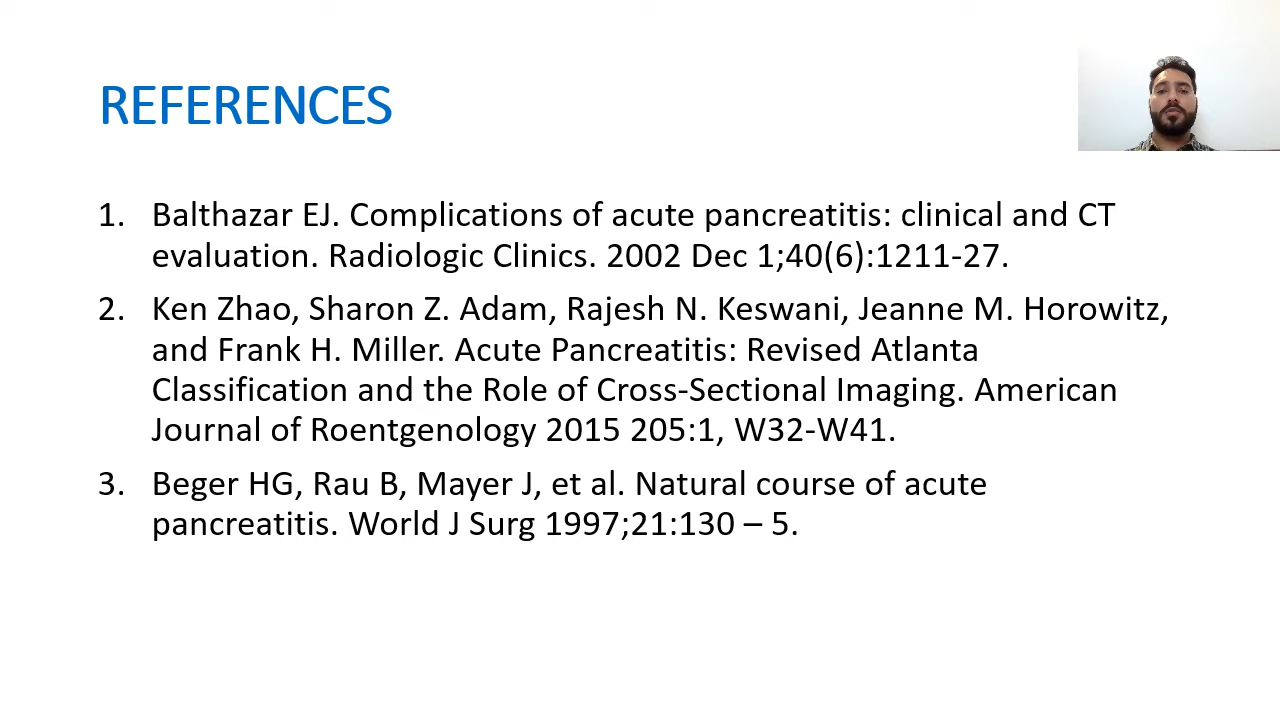 REFERENCES
1. Balthazar EJ. Complications of acute pancreatitis: clinical and CT
evaluation. Radiologic Clinics. 2002 Dec 1;40(6):1211-27.
2. Ken Zhao, Sharon Z. Adam, Rajesh N. Keswani, Jeanne M. Horowitz,
and Frank H. Miller. Acute Pancreatitis: Revised Atlanta
Classification and the Role of Cross-Sectional Imaging. American
Journal of Roentgenology 2015 205:1, W32-W41.
3. Beger HG, Rau B, Mayer J, et al. Natural course of acute
pancreatitis. World J Surg 1997;21:130 – 5.